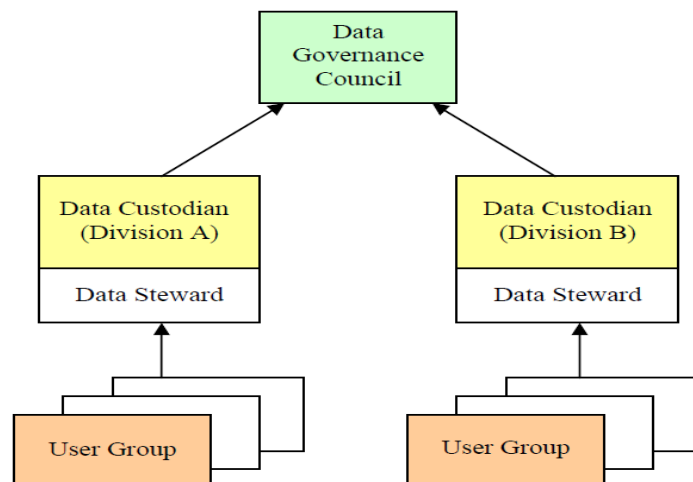 Data
Governance
Council
Data Custodian
(Division A)
Data Custodian
(Division B)
Data Steward
Data Steward
User Group
User Group